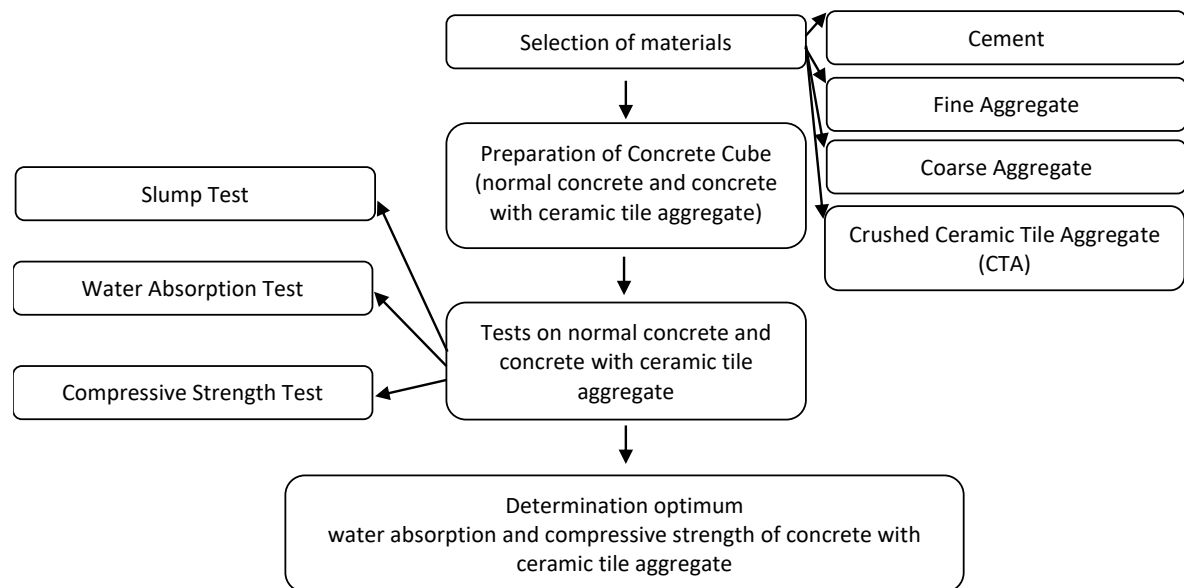 Selection of materials
Cement
Fine Aggregate
Coarse Aggregate
Crushed Ceramic Tile Aggregate
(CTA)
Preparation of Concrete Cube
(normal concrete and concrete
with ceramic tile aggregate)
Slump Test
Water Absorption Test
Compressive Strength Test
Tests on normal concrete and
concrete with ceramic tile
aggregate
Determination optimum
water absorption and compressive strength of concrete with
ceramic tile aggregate